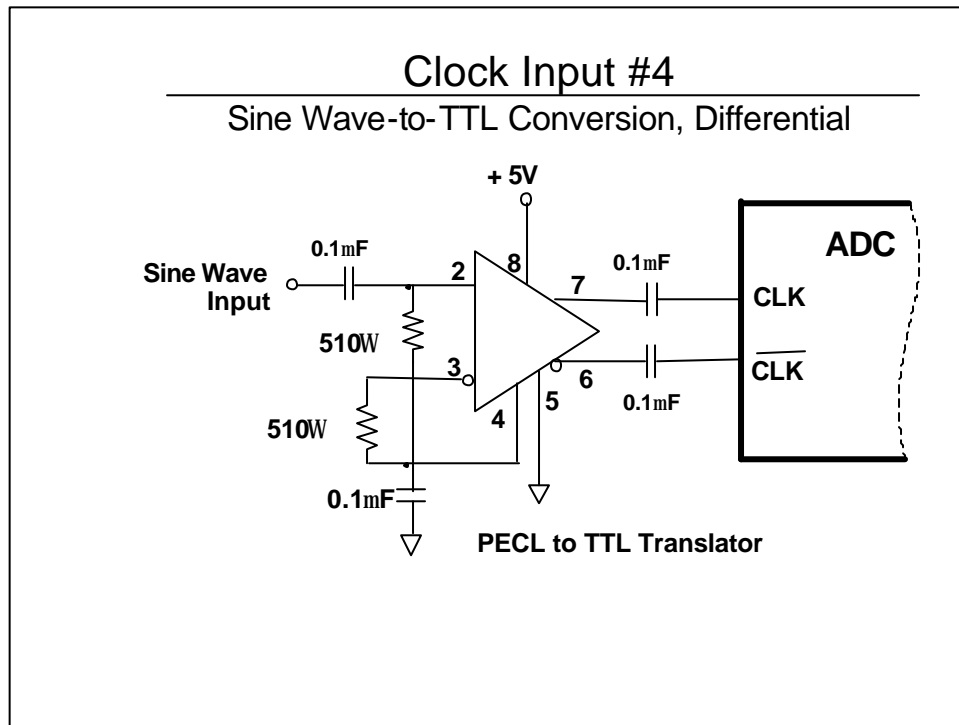 Clock Input #4
Sine Wave-to-TTL Conversion, Differential
+ 5V
ADC
0.1mF
8
0.1mF
Sine Wave
Input
2
7
CLK
510W
3
CLK
6
4
5
0.1mF
510W
0.1mF
PECL to TTL Translator